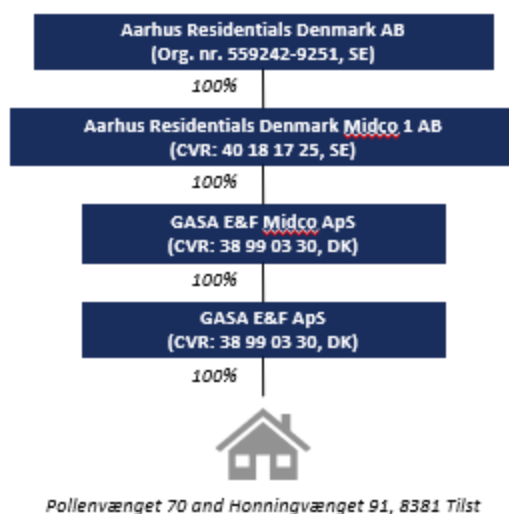 Aarhus Residentials Denmark AB
(Org. nr. 559242-9251, SE)
100%
Aarhus Residentials Denmark Midco 1 AB
(CVR: 40 18 17 25, SE)
100%
GASA E&F Midco ApS
(CVR: 38 99 03 30, DK)
100%
GASA E&F ApS
(CVR: 38 99 03 30, DK)
100%
Pollenvænget 70 and Honningvænget 91, 8381 Tilst